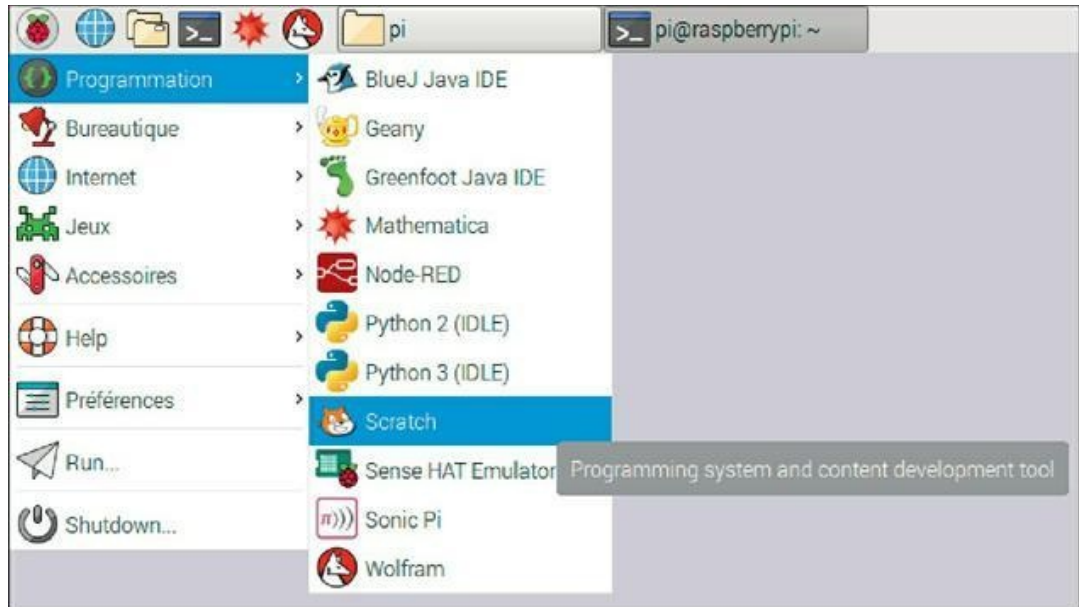 pi
pi@raspberrypi: ~
Programmation
Bureautique
Internet
Jeux
Accessoires
Help
Préférences
Run...
Shutdown...
BlueJ Java IDE
Geany
Greenfoot Java IDE
Mathematica
Node-RED
Python 2 (IDLE)
Python 3 (IDLE)
Scratch
Sense HAT Emulator
Programming system and content development tool
Sonic Pi
Wolfram